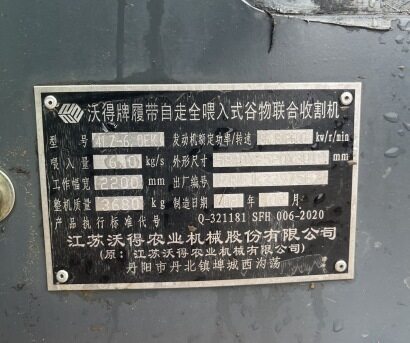 沃得牌履带自走全喂入式谷物联合收割机
型号 发动机额定功率/转速 kw/r/min
喂入量 kg/s 外形尺寸 mm
工作幅宽 2200 mm 出厂编号
整机质量 3680 kg 制造日期 年 月
产品执行标准代号 Q-321181 SFH 006-2020
江苏沃得农业机械股份有限公司
(原:江苏沃得农业机械有限公司)
丹阳市丹北镇埤城西沟荡